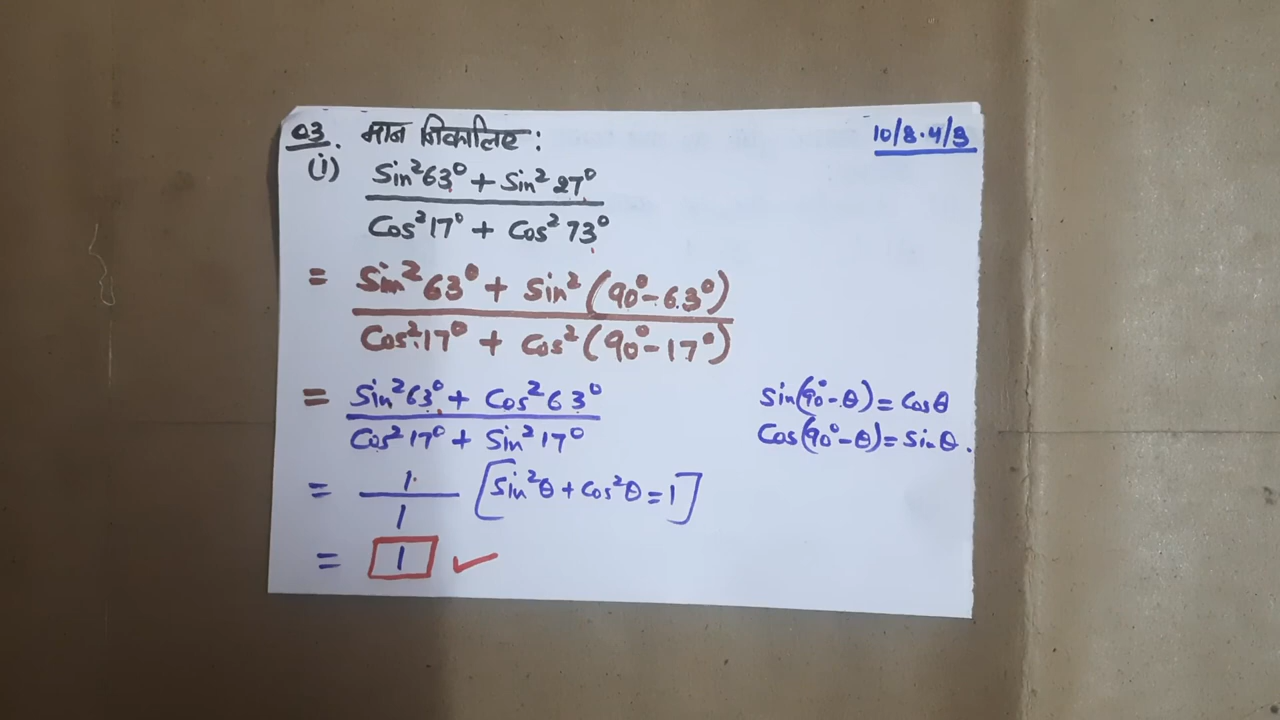 Q3. मान निकालिए:
10/8.4/3
(i) Sin²63° + Sin²27°
Cos²17° + Cos²73°
= Sin²63° + Sin²(90°-63°)
Cos²17° + Cos²(90°-17°)
= Sin²63° + Cos²63°
Cos²17° + Sin²17°
Sin(90°-θ) = Cosθ
Cos(90°-θ) = Sinθ.
= 1 [Sin²θ + Cos²θ = 1]
1
= 1 ✓